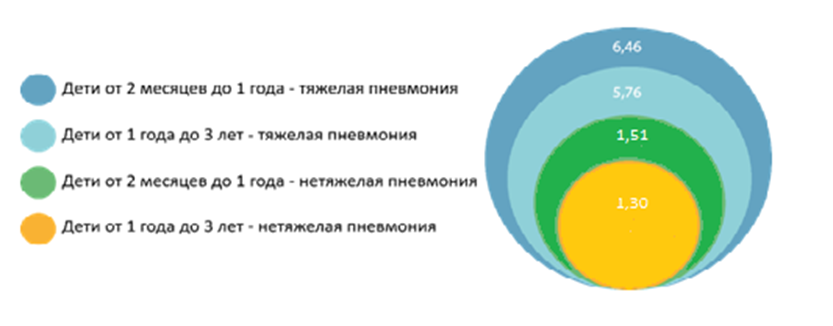 Дети от 2 месяцев до 1 года - тяжелая пневмония
Дети от 1 года до 3 лет - тяжелая пневмония
Дети от 2 месяцев до 1 года - нетяжелая пневмония
Дети от 1 года до 3 лет - нетяжелая пневмония
6,46
5,76
1,51
1,30